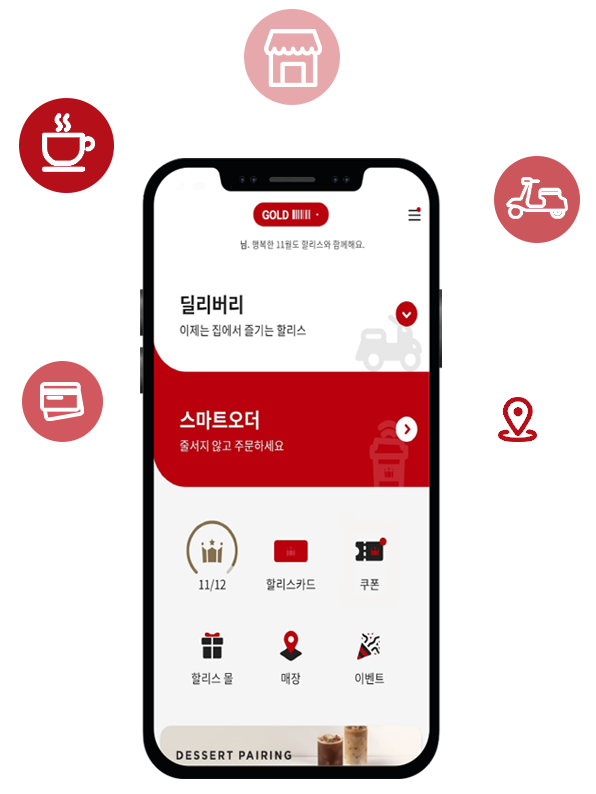 GOLD
님. 행복한 11월도 할리스와 함께해요.
딜리버리
이제는 집에서 즐기는 할리스
스마트오더
줄서지 않고 주문하세요
11/12
할리스카드
쿠폰
할리스 몰
매장
이벤트
DESSERT PAIRING